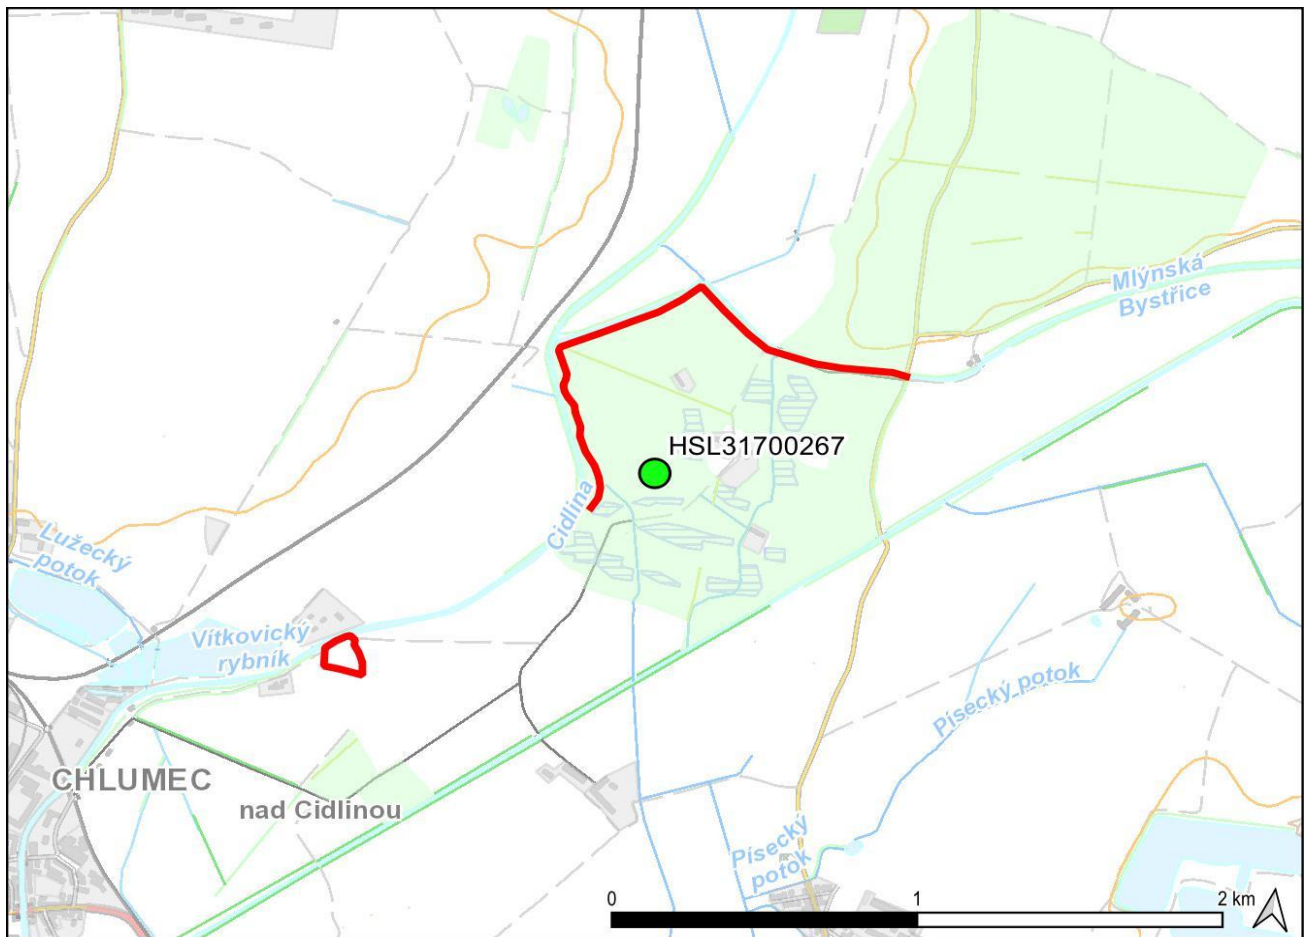 Mlýnská
Bystřice
HSL31700267
Cidlina
Lužecký
potok
Vítkovický
rybník
Písecký potok
CHLUMEC
nad Cidlinou
Písecký
potok
0 1 2 km